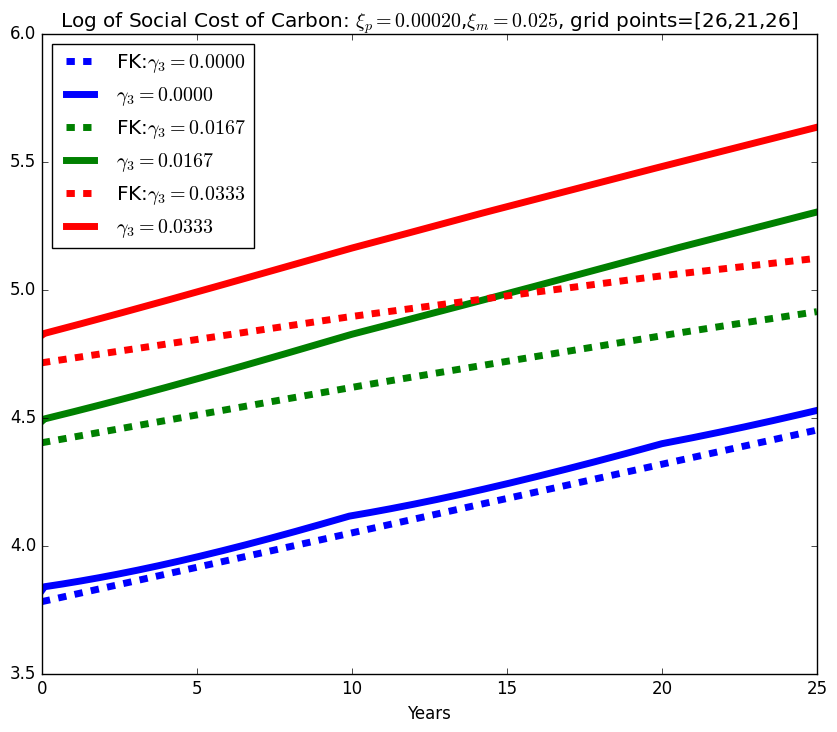 Log of Social Cost of Carbon: ξ_p = 0.00020,ξ_m = 0.025, grid points=[26,21,26]
6.0
5.5
5.0
4.5
4.0
3.5
FK:γ₃ = 0.0000
γ₃ = 0.0000
FK:γ₃ = 0.0167
γ₃ = 0.0167
FK:γ₃ = 0.0333
γ₃ = 0.0333
0 5 10 15 20 25
Years